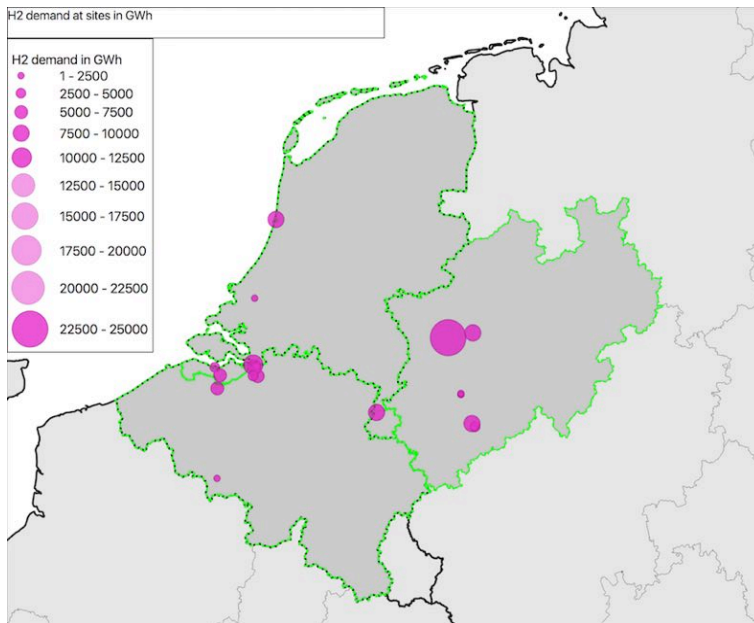 H2 demand at sites in GWh
H2 demand in GWh
1 - 2500
2500 - 5000
5000 - 7500
7500 - 10000
10000 - 12500
12500 - 15000
15000 - 17500
17500 - 20000
20000 - 22500
22500 - 25000